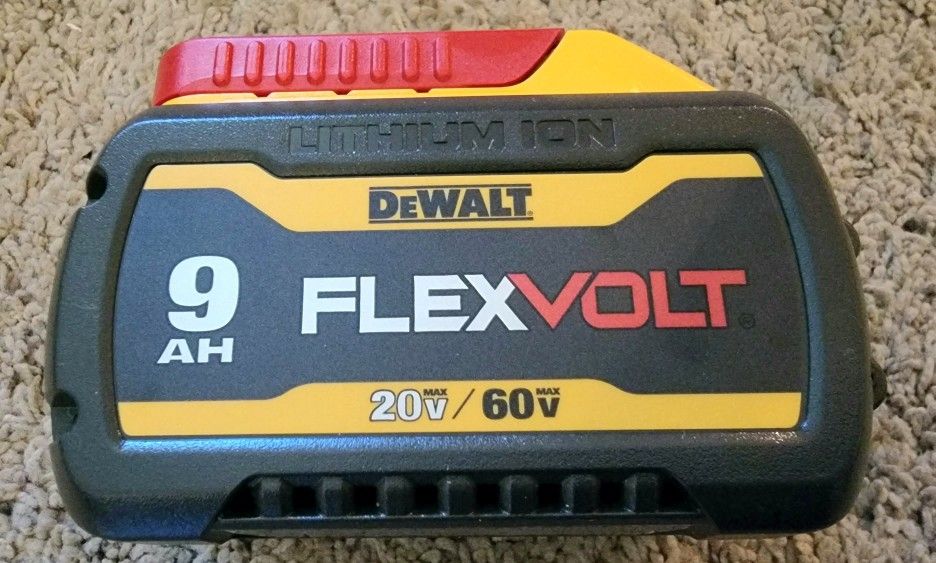 LITHIUM ION
DEWALT
9
AH
FLEXVOLT®
20V MAX / 60V MAX